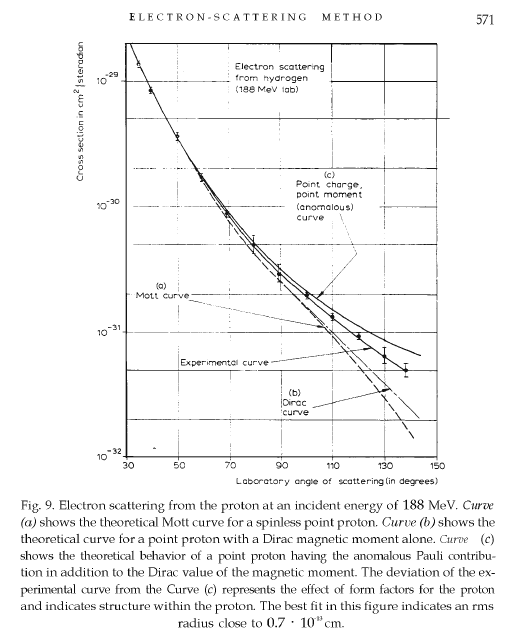 ELECTRON-SCATTERING METHOD
571
Cross section in cm² / steradian
Electron scattering
from hydrogen
(188 MeV lab)
10⁻²⁹
(c)
Point charge,
point moment
(anomalous)
curve
10⁻³⁰
(a)
Mott curve
10⁻³¹
Experimental curve
(b)
Dirac
curve
10⁻³²
30 50 70 90 110 130 150
Laboratory angle of scattering (in degrees)
Fig. 9. Electron scattering from the proton at an incident energy of 188 MeV. Curve
(a) shows the theoretical Mott curve for a spinless point proton. Curve (b) shows the
theoretical curve for a point proton with a Dirac magnetic moment alone. Curve (c)
shows the theoretical behavior of a point proton having the anomalous Pauli contribu-
tion in addition to the Dirac value of the magnetic moment. The deviation of the ex-
perimental curve from the Curve (c) represents the effect of form factors for the proton
and indicates structure within the proton. The best fit in this figure indicates an rms
radius close to 0.7 · 10⁻¹³ cm.